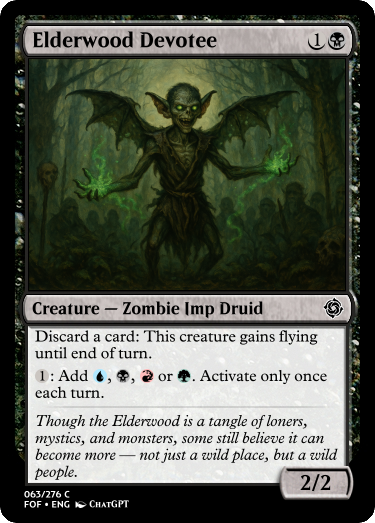 Elderwood Devotee 1
Creature — Zombie Imp Druid
Discard a card: This creature gains flying
until end of turn.
1: Add , , or . Activate only once
each turn.
Though the Elderwood is a tangle of loners,
mystics, and monsters, some still believe it can
become more — not just a wild place, but a wild
people.
2/2
063/276 C
FOF • ENG ChatGPT